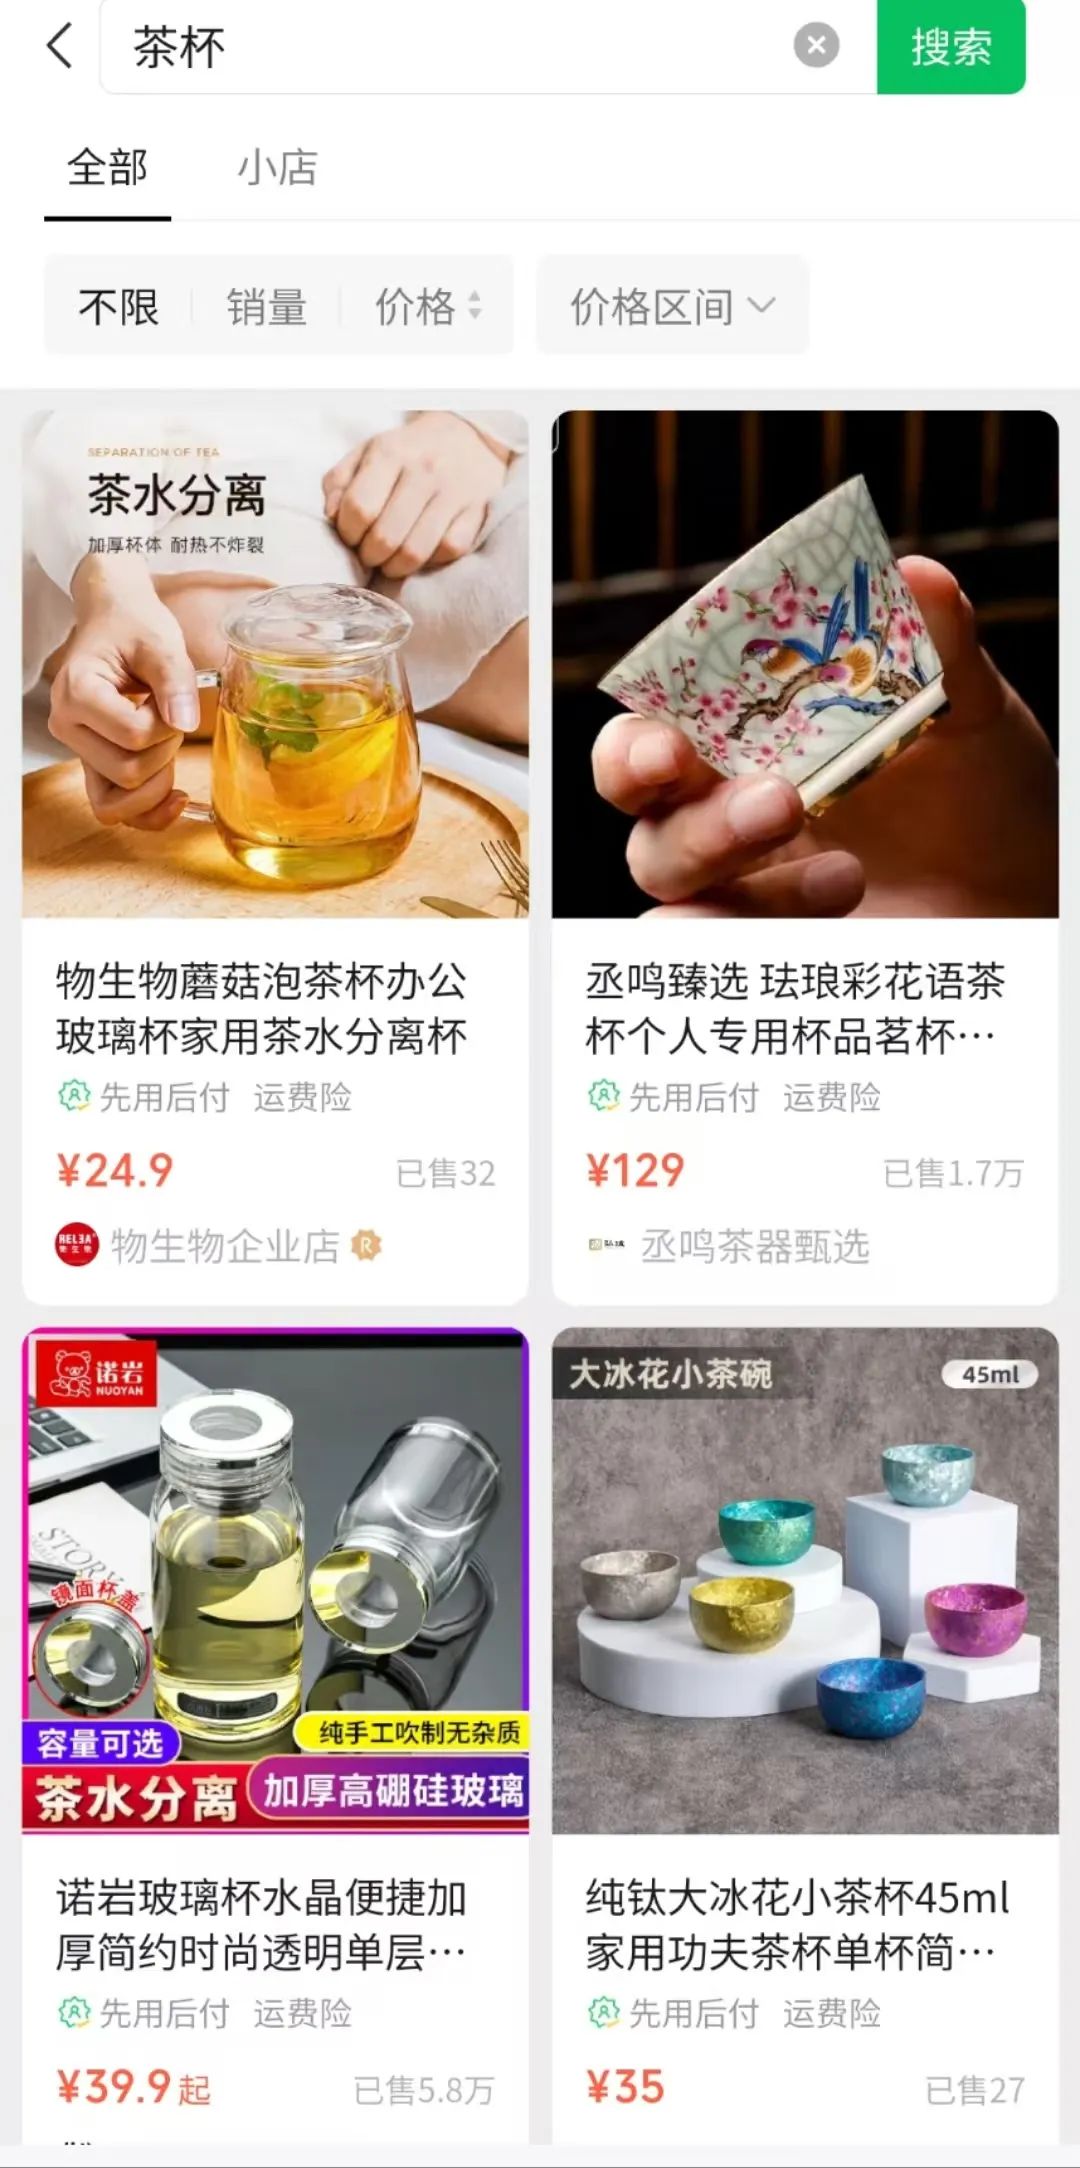 茶杯
搜索
全部
小店
不限
销量
价格
价格区间
SEPARATION OF TEA
茶水分离
加厚杯体 耐热不炸裂
物生物蘑菇泡茶杯办公
玻璃杯家用茶水分离杯
先用后付 运费险
¥24.9
已售32
RELEA
物生物
物生物企业店
R
丞鸣臻选 珐琅彩花语茶
杯个人专用杯品茗杯…
先用后付 运费险
¥129
已售1.7万
丞鸣茶器甄选
诺岩
NUOYAN
STORY
镜面杯盖
容量可选
纯手工吹制无杂质
茶水分离
加厚高硼硅玻璃
诺岩玻璃杯水晶便捷加
厚简约时尚透明单层…
先用后付 运费险
¥39.9起
已售5.8万
大冰花小茶碗
45ml
纯钛大冰花小茶杯45ml
家用功夫茶杯单杯简…
先用后付 运费险
¥35
已售27